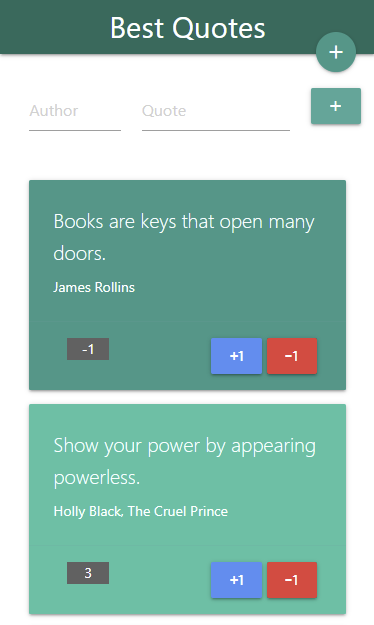 Best Quotes
+
Author Quote +
Books are keys that open many
doors.
James Rollins
-1 +1 −1
Show your power by appearing
powerless.
Holly Black, The Cruel Prince
3 +1 −1